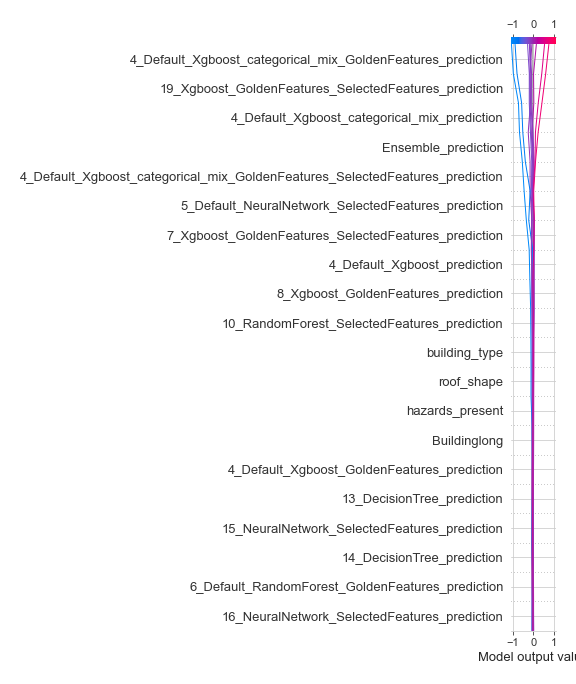 −1 0 1
4_Default_Xgboost_categorical_mix_GoldenFeatures_prediction
19_Xgboost_GoldenFeatures_SelectedFeatures_prediction
4_Default_Xgboost_categorical_mix_prediction
Ensemble_prediction
4_Default_Xgboost_categorical_mix_GoldenFeatures_SelectedFeatures_prediction
5_Default_NeuralNetwork_SelectedFeatures_prediction
7_Xgboost_GoldenFeatures_SelectedFeatures_prediction
4_Default_Xgboost_prediction
8_Xgboost_GoldenFeatures_prediction
10_RandomForest_SelectedFeatures_prediction
building_type
roof_shape
hazards_present
Buildinglong
4_Default_Xgboost_GoldenFeatures_prediction
13_DecisionTree_prediction
15_NeuralNetwork_SelectedFeatures_prediction
14_DecisionTree_prediction
6_Default_RandomForest_GoldenFeatures_prediction
16_NeuralNetwork_SelectedFeatures_prediction
−1 0 1
Model output valu